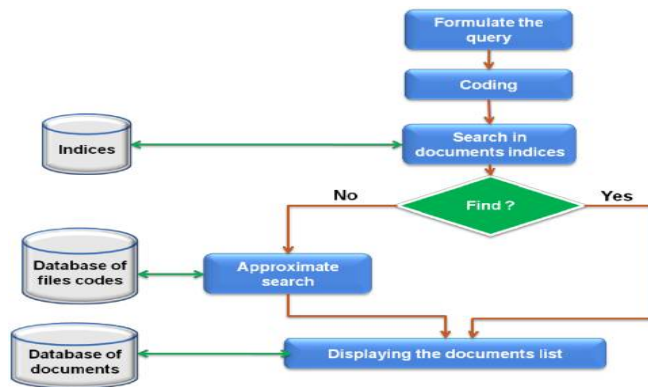 Formulate the
query
Coding
Indices
Search in
documents indices
No
Find ?
Yes
Database of
files codes
Approximate
search
Database of
documents
Displaying the documents list